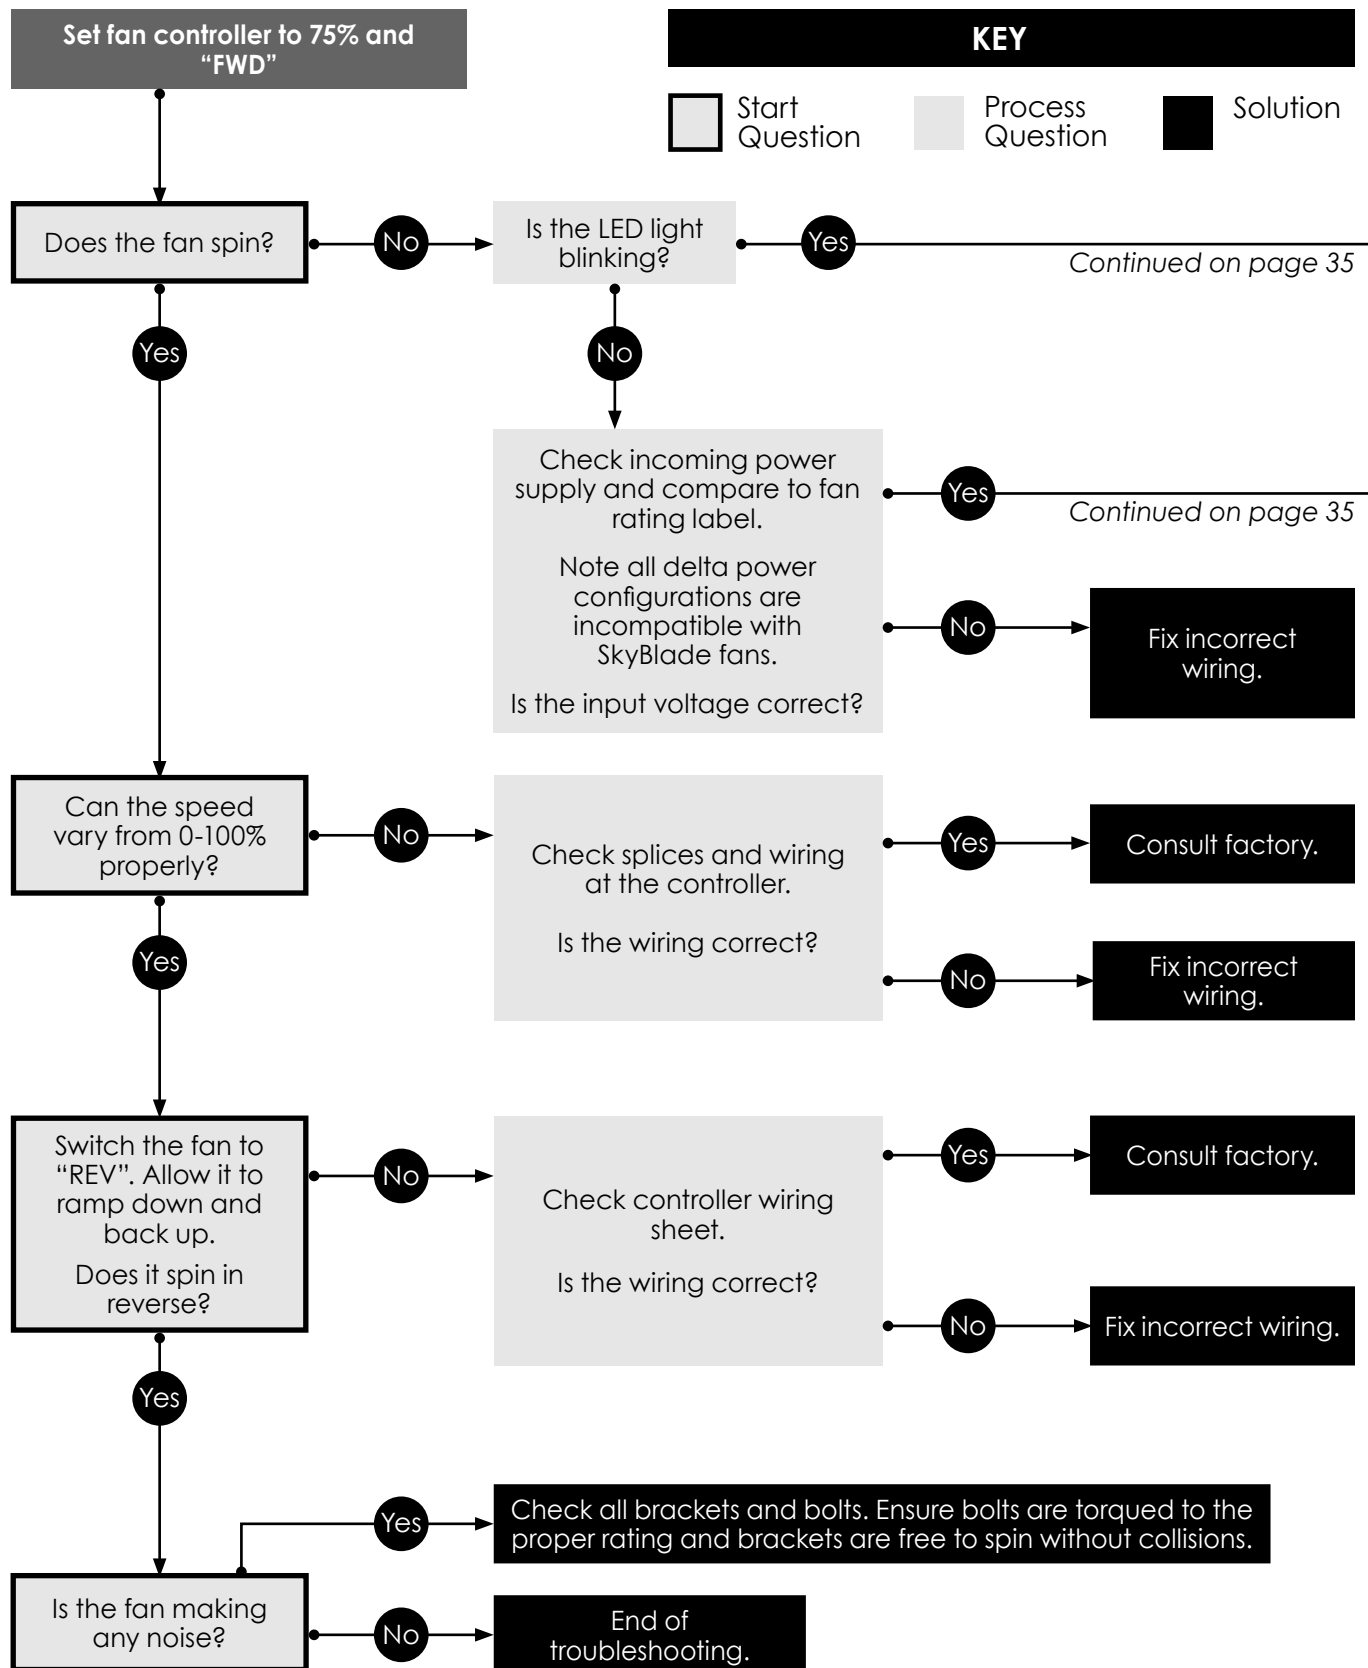 Set fan controller to 75% and
“FWD”
KEY
Start
Question
Process
Question
Solution
Does the fan spin?
No
Is the LED light
blinking?
Yes
Continued on page 35
Yes
No
Check incoming power
supply and compare to fan
rating label.
Note all delta power
configurations are
incompatible with
SkyBlade fans.
Is the input voltage correct?
Yes
Continued on page 35
No
Fix incorrect
wiring.
Can the speed
vary from 0-100%
properly?
No
Check splices and wiring
at the controller.
Is the wiring correct?
Yes
Consult factory.
No
Fix incorrect
wiring.
Yes
Switch the fan to
“REV”. Allow it to
ramp down and
back up.
Does it spin in
reverse?
No
Check controller wiring
sheet.
Is the wiring correct?
Yes
Consult factory.
No
Fix incorrect wiring.
Yes
Is the fan making
any noise?
Yes
Check all brackets and bolts. Ensure bolts are torqued to the
proper rating and brackets are free to spin without collisions.
No
End of
troubleshooting.